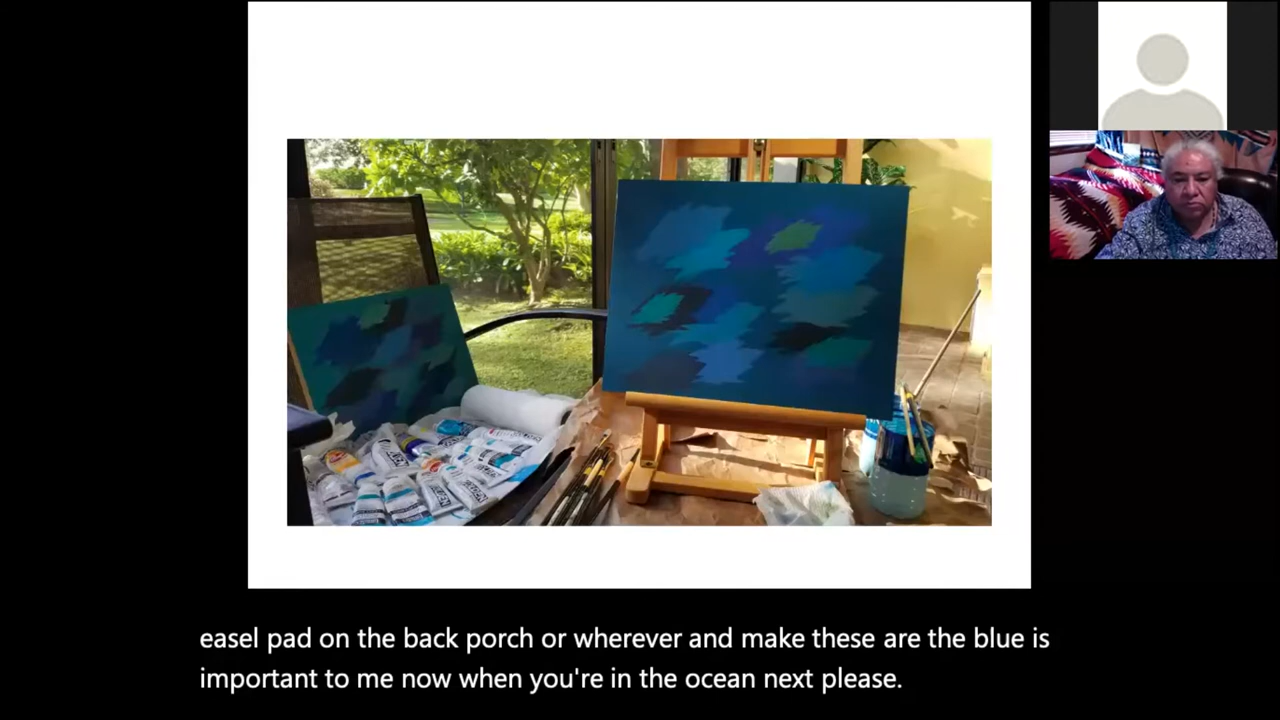 easel pad on the back porch or wherever and make these are the blue is
important to me now when you're in the ocean next please.